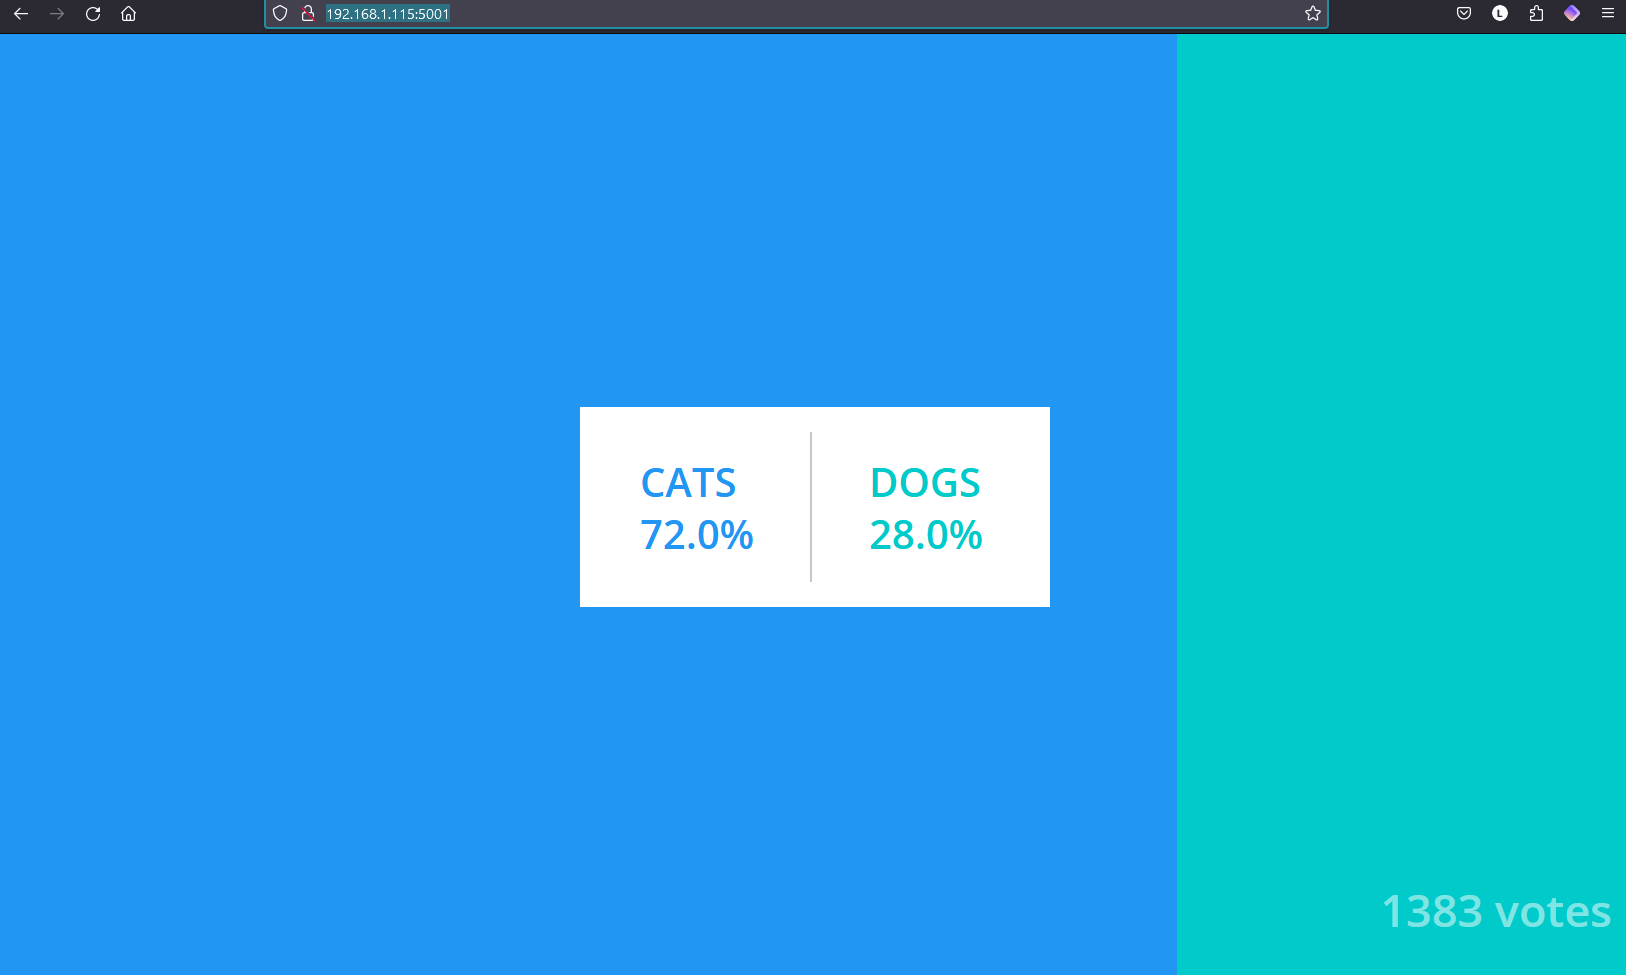 192.168.1.115:5001
L
CATS
72.0%
DOGS
28.0%
1383 votes